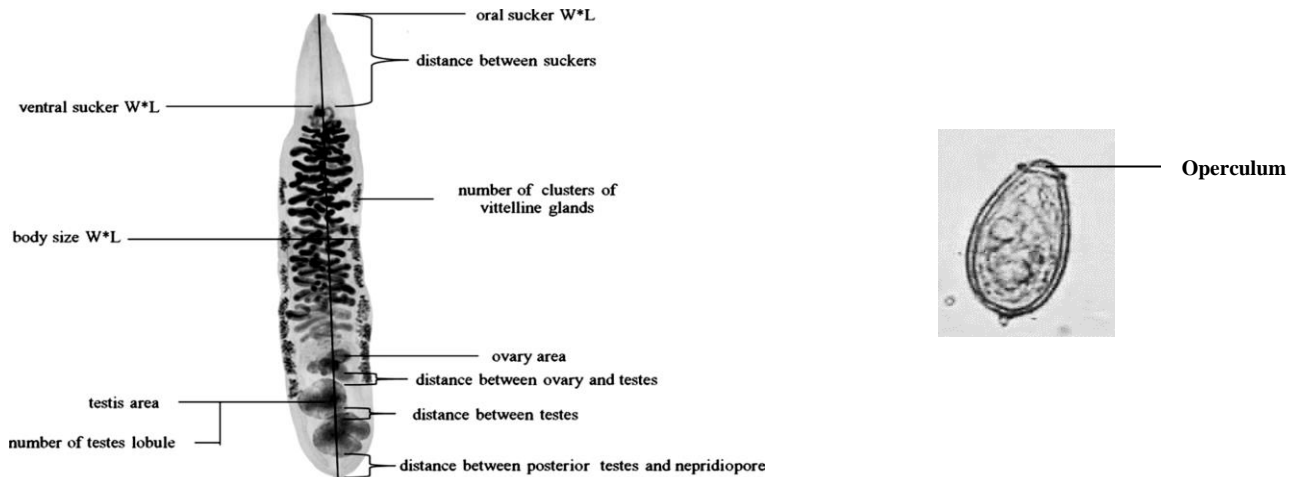 oral sucker W*L
distance between suckers
ventral sucker W*L
number of clusters of
vittelline glands
body size W*L
ovary area
distance between ovary and testes
testis area
distance between testes
number of testes lobule
distance between posterior testes and nepridiopore
Operculum